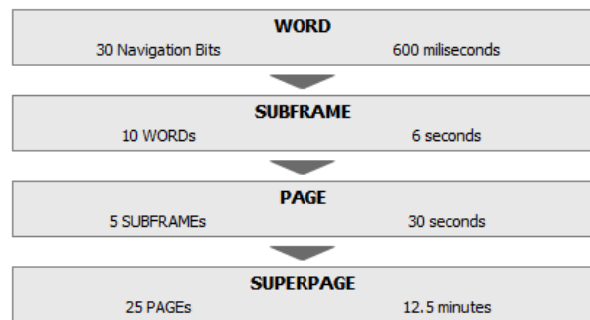 WORD
30 Navigation Bits 600 miliseconds
SUBFRAME
10 WORDs 6 seconds
PAGE
5 SUBFRAMEs 30 seconds
SUPERPAGE
25 PAGEs 12.5 minutes